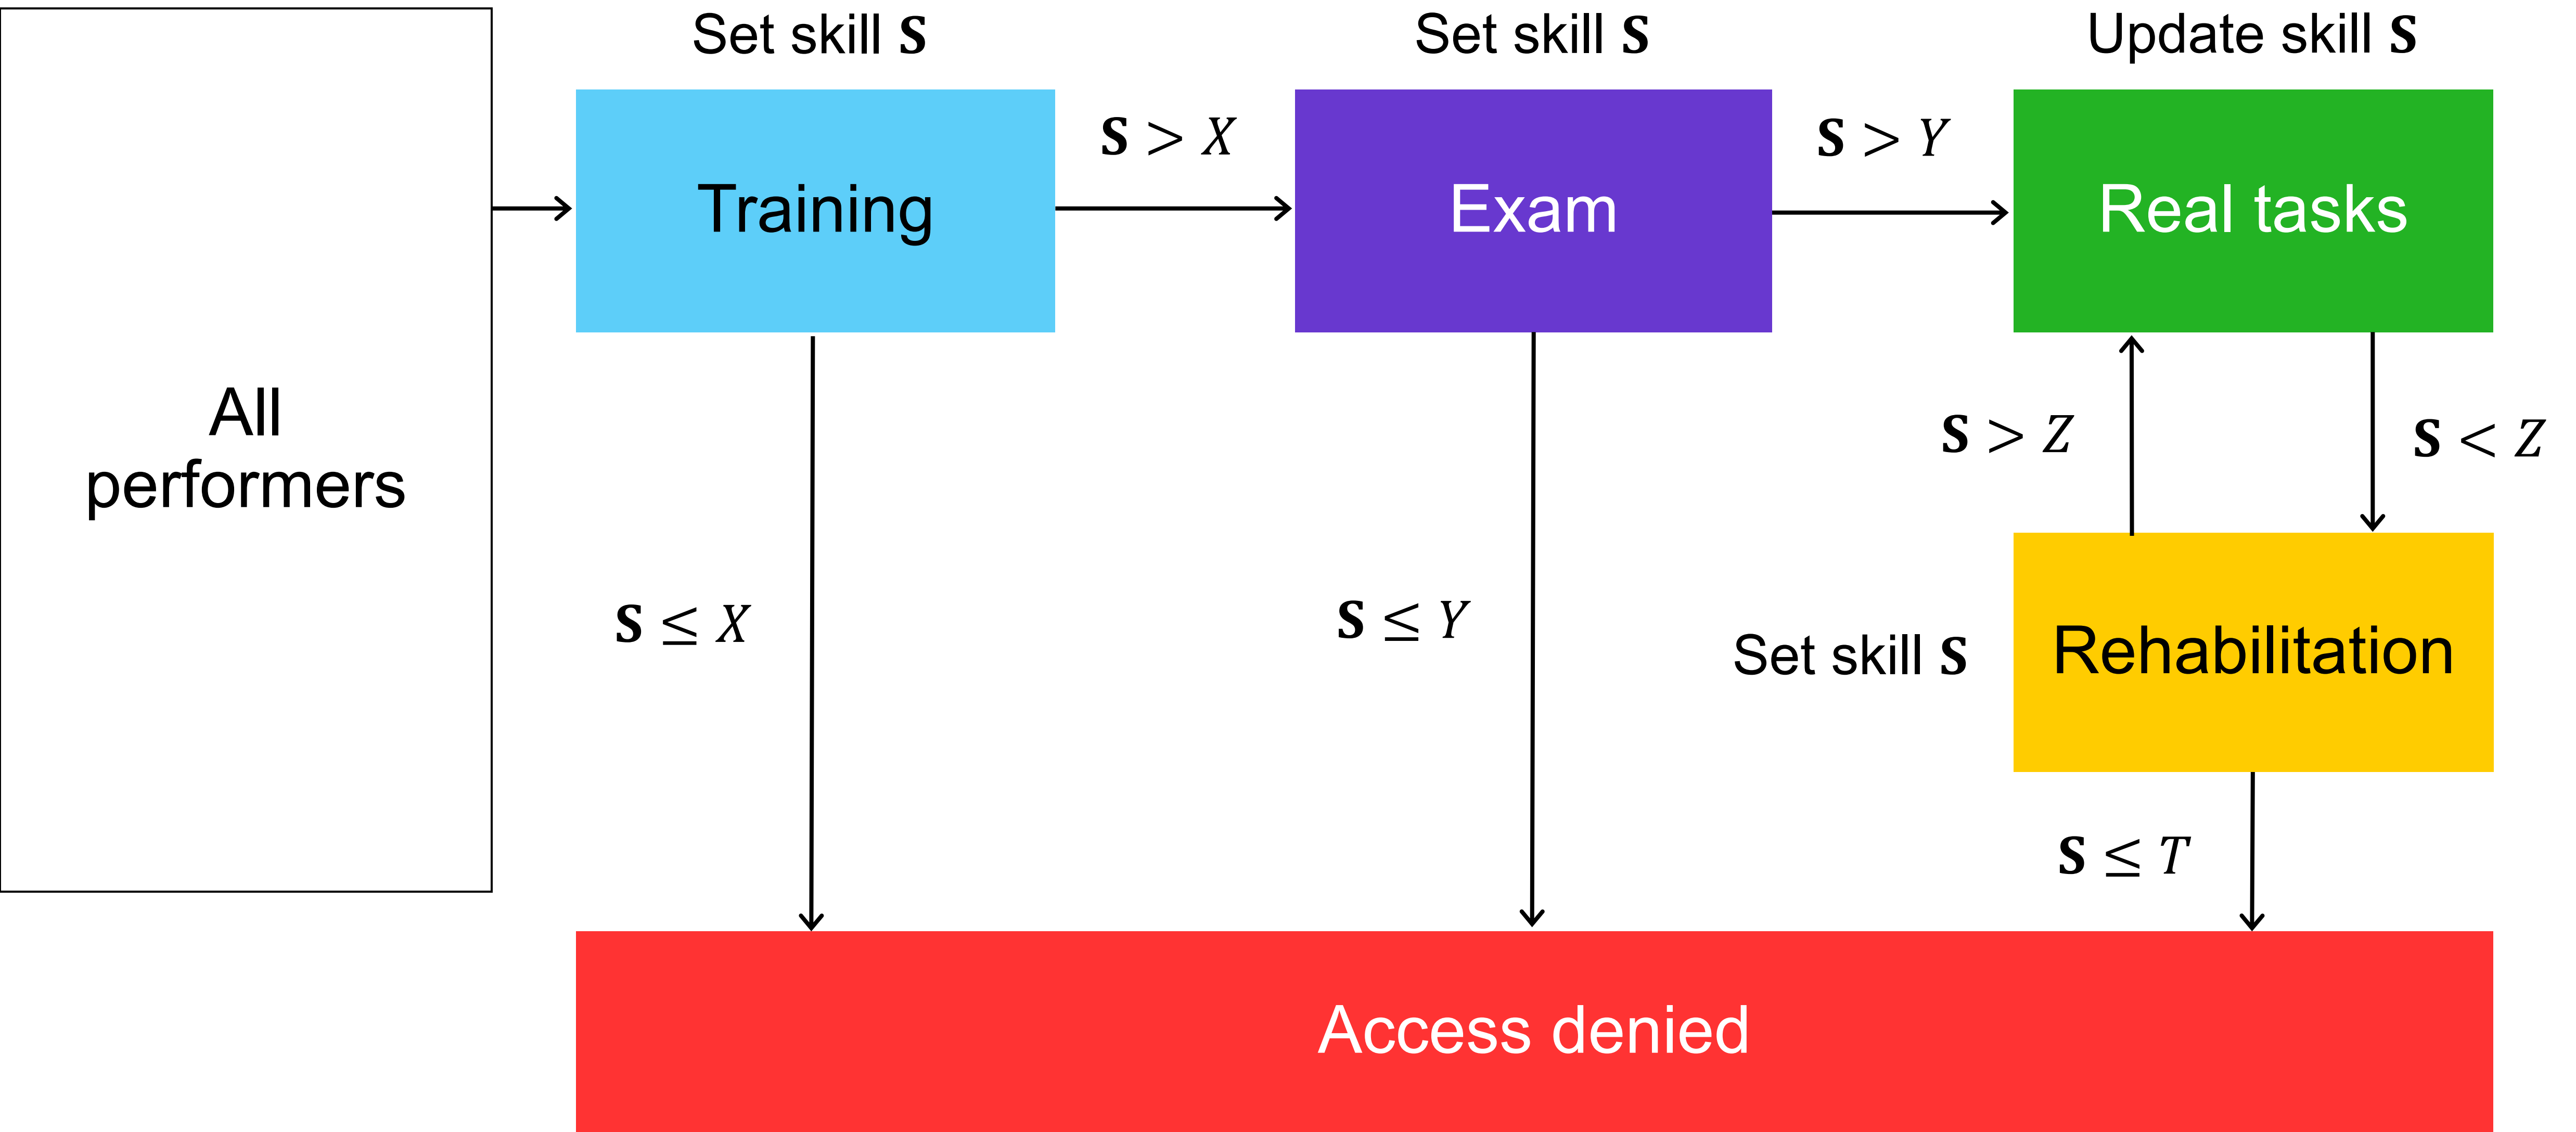 Set skill S
Set skill S
Update skill S
S > X
S > Y
Training
Exam
Real tasks
All
performers
S > Z
S < Z
S ≤ X
S ≤ Y
Set skill S
Rehabilitation
S ≤ T
Access denied